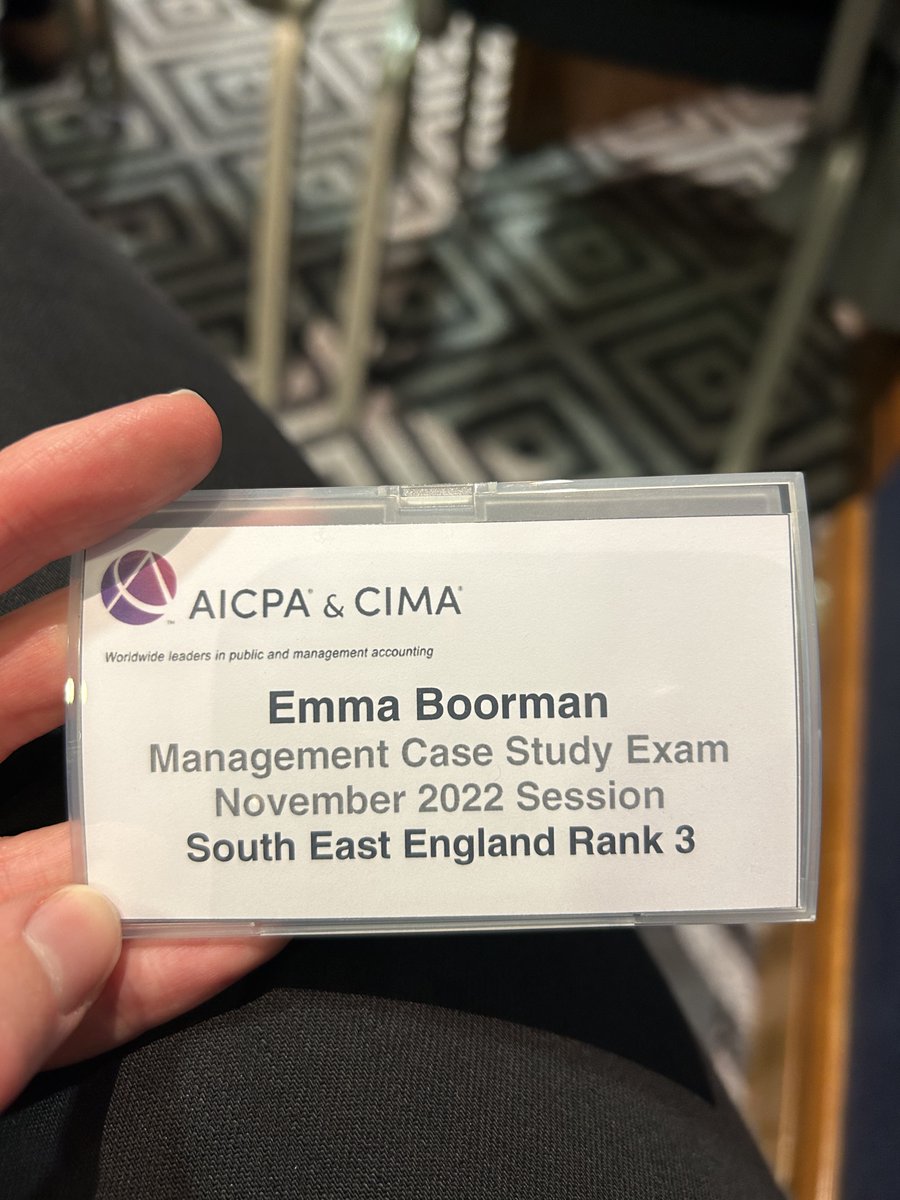 AICPA® & CIMA®
Worldwide leaders in public and management accounting
Emma Boorman
Management Case Study Exam
November 2022 Session
South East England Rank 3